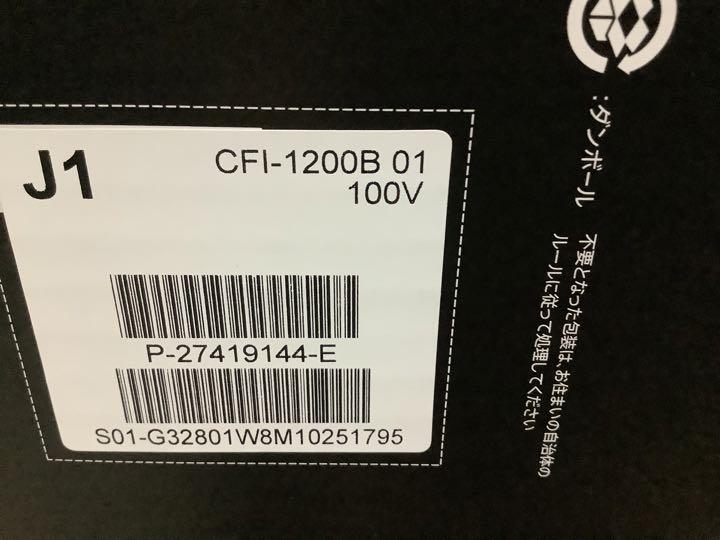 J1
CFI-1200B 01
100V
P-27419144-E
S01-G32801W8M10251795
:ダンボール
不要となった包装は、お住まいの自治体の
ルールに従って処理してください